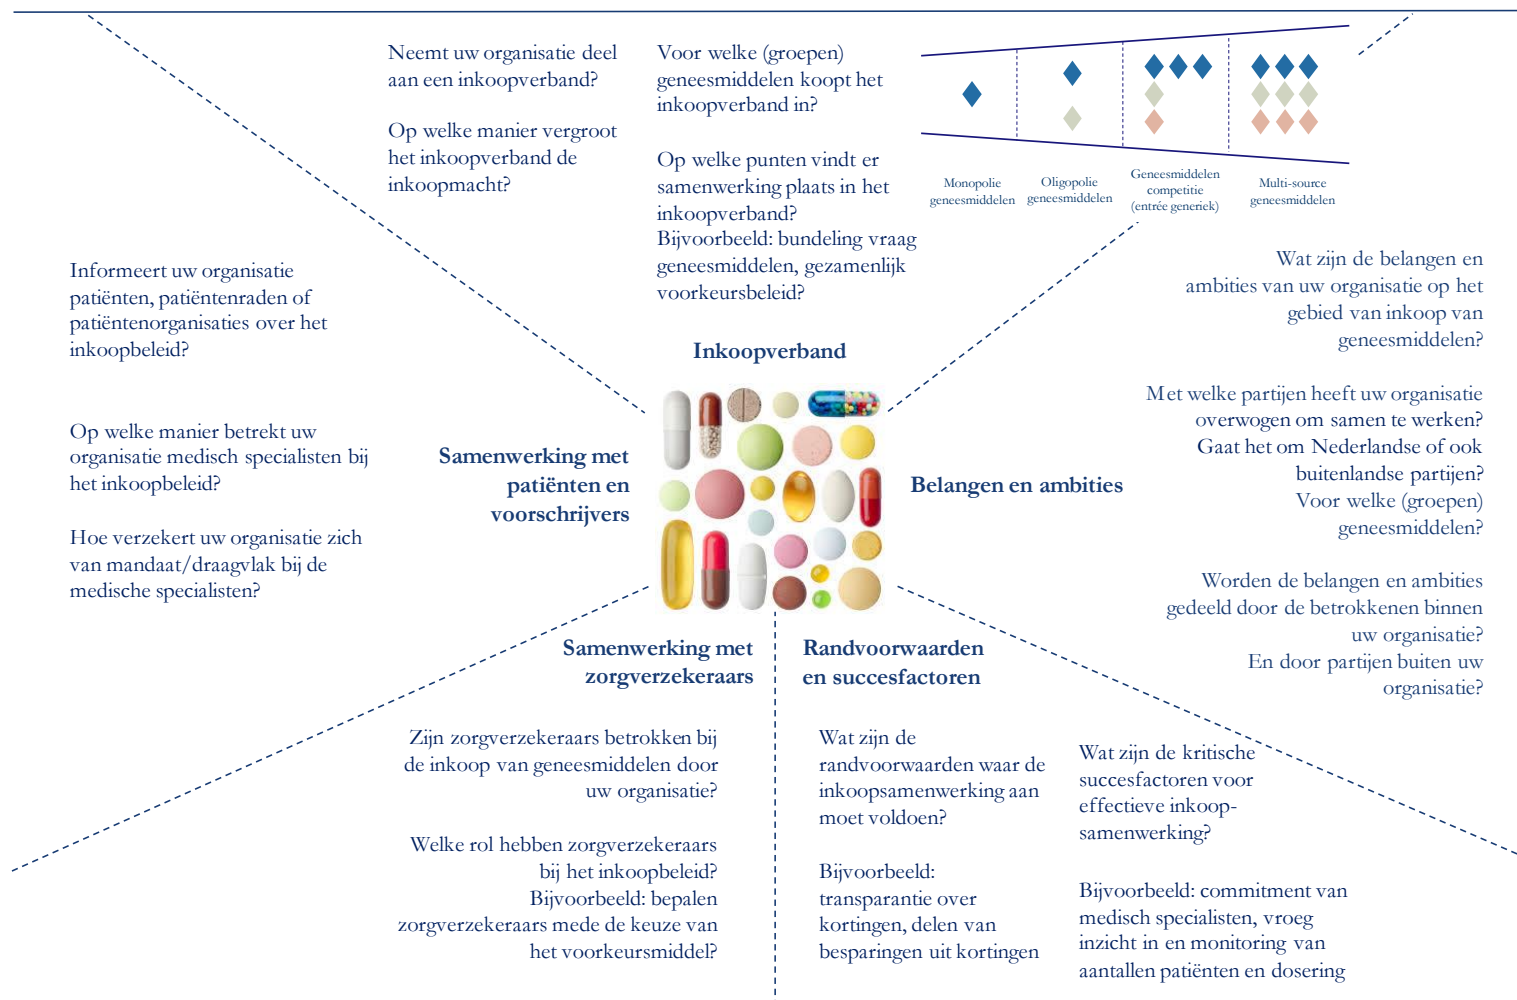 Neemt uw organisatie deel
aan een inkoopverband?
Op welke manier vergroot
het inkoopverband de
inkoopmacht?
Voor welke (groepen)
geneesmiddelen koopt het
inkoopverband in?
Op welke punten vindt er
samenwerking plaats in het
inkoopverband?
Bijvoorbeeld: bundeling vraag
geneesmiddelen, gezamenlijk
voorkeursbeleid?
Monopolie
geneesmiddelen
Oligopolie
geneesmiddelen
Geneesmiddelen
competitie
(entrée generiek)
Multi-source
geneesmiddelen
Inkoopverband
Informeert uw organisatie
patiënten, patiëntenraden of
patiëntenorganisaties over het
inkoopbeleid?
Op welke manier betrekt uw
organisatie medisch specialisten bij
het inkoopbeleid?
Hoe verzekert uw organisatie zich
van mandaat/draagvlak bij de
medische specialisten?
Samenwerking met
patiënten en
voorschrijvers
Belangen en ambities
Wat zijn de belangen en
ambities van uw organisatie op het
gebied van inkoop van
geneesmiddelen?
Met welke partijen heeft uw organisatie
overwogen om samen te werken?
Gaat het om Nederlandse of ook
buitenlandse partijen?
Voor welke (groepen)
geneesmiddelen?
Worden de belangen en ambities
gedeeld door de betrokkenen binnen
uw organisatie?
En door partijen buiten uw
organisatie?
Samenwerking met
zorgverzekeraars
Zijn zorgverzekeraars betrokken bij
de inkoop van geneesmiddelen door
uw organisatie?
Welke rol hebben zorgverzekeraars
bij het inkoopbeleid?
Bijvoorbeeld: bepalen
zorgverzekeraars mede de keuze van
het voorkeursmiddel?
Randvoorwaarden
en succesfactoren
Wat zijn de
randvoorwaarden waar de
inkoopsamenwerking aan
moet voldoen?
Bijvoorbeeld:
transparantie over
kortingen, delen van
besparingen uit kortingen
Wat zijn de kritische
succesfactoren voor
effectieve inkoop-
samenwerking?
Bijvoorbeeld: commitment van
medisch specialisten, vroeg
inzicht in en monitoring van
aantallen patiënten en dosering